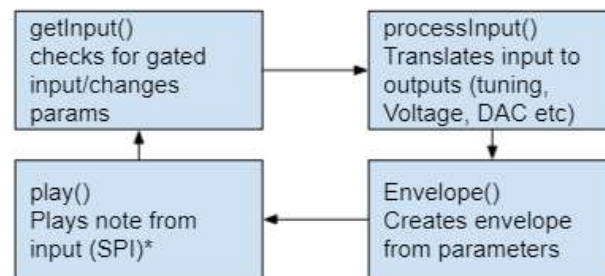 getInput()
checks for gated
input/changes
params
processInput()
Translates input to
outputs (tuning,
Voltage, DAC etc)
play()
Plays note from
input (SPI)*
Envelope()
Creates envelope
from parameters